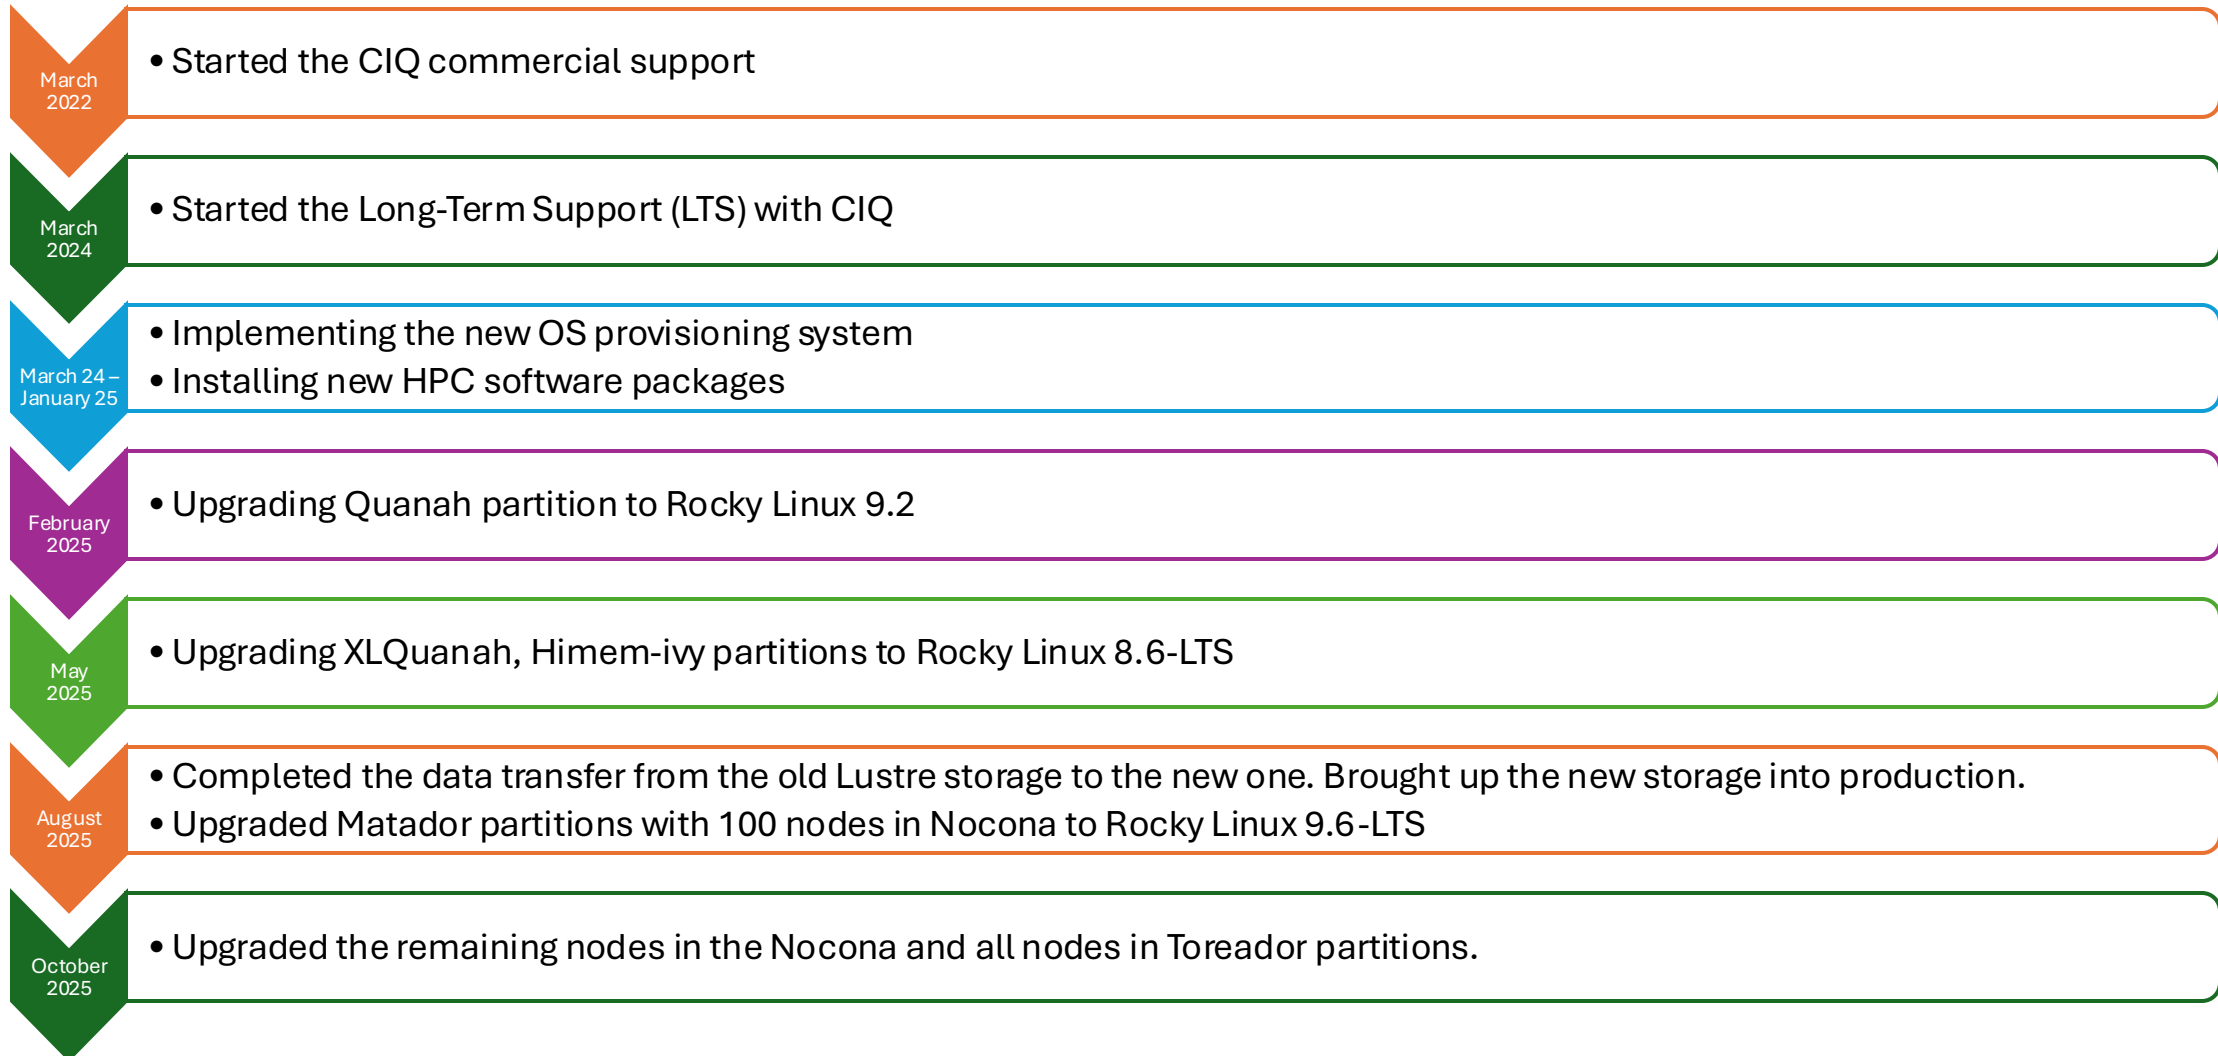 March
2022
• Started the CIQ commercial support
March
2024
• Started the Long-Term Support (LTS) with CIQ
March 24 –
January 25
• Implementing the new OS provisioning system
• Installing new HPC software packages
February
2025
• Upgrading Quanah partition to Rocky Linux 9.2
May
2025
• Upgrading XLQuanah, Himem-ivy partitions to Rocky Linux 8.6-LTS
August
2025
• Completed the data transfer from the old Lustre storage to the new one. Brought up the new storage into production.
• Upgraded Matador partitions with 100 nodes in Nocona to Rocky Linux 9.6-LTS
October
2025
• Upgraded the remaining nodes in the Nocona and all nodes in Toreador partitions.